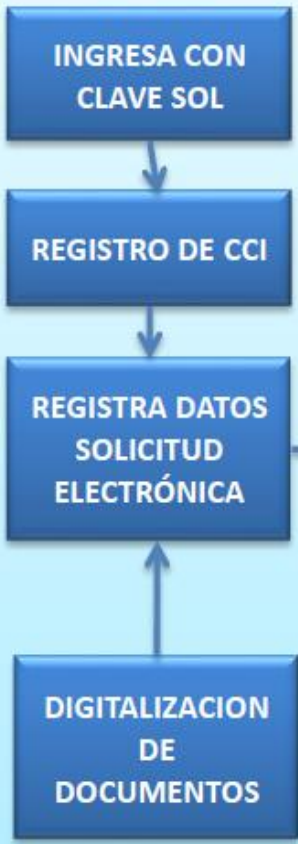 INGRESA CON
CLAVE SOL
REGISTRO DE CCI
REGISTRA DATOS
SOLICITUD
ELECTRÓNICA
DIGITALIZACION
DE
DOCUMENTOS